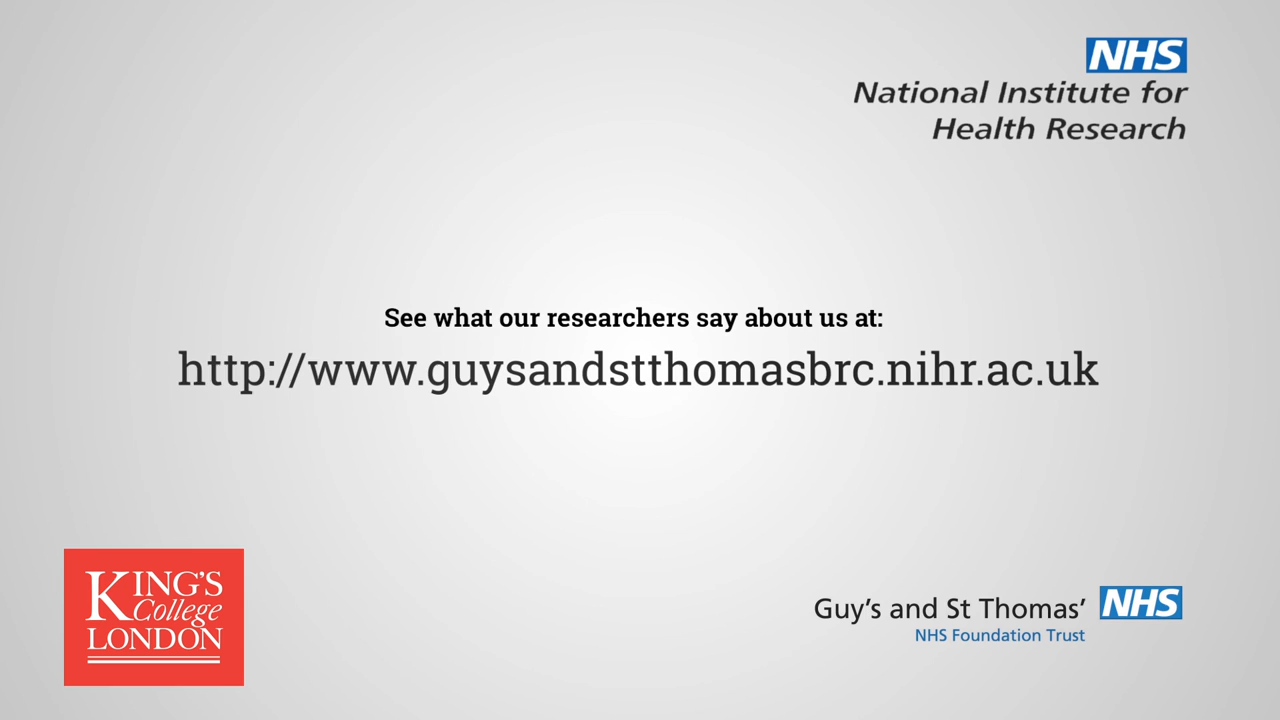 NHS
National Institute for
Health Research
See what our researchers say about us at:
http://www.guysandstthomasbrc.nihr.ac.uk
KING'S
College
LONDON
Guy's and St Thomas' NHS
NHS Foundation Trust